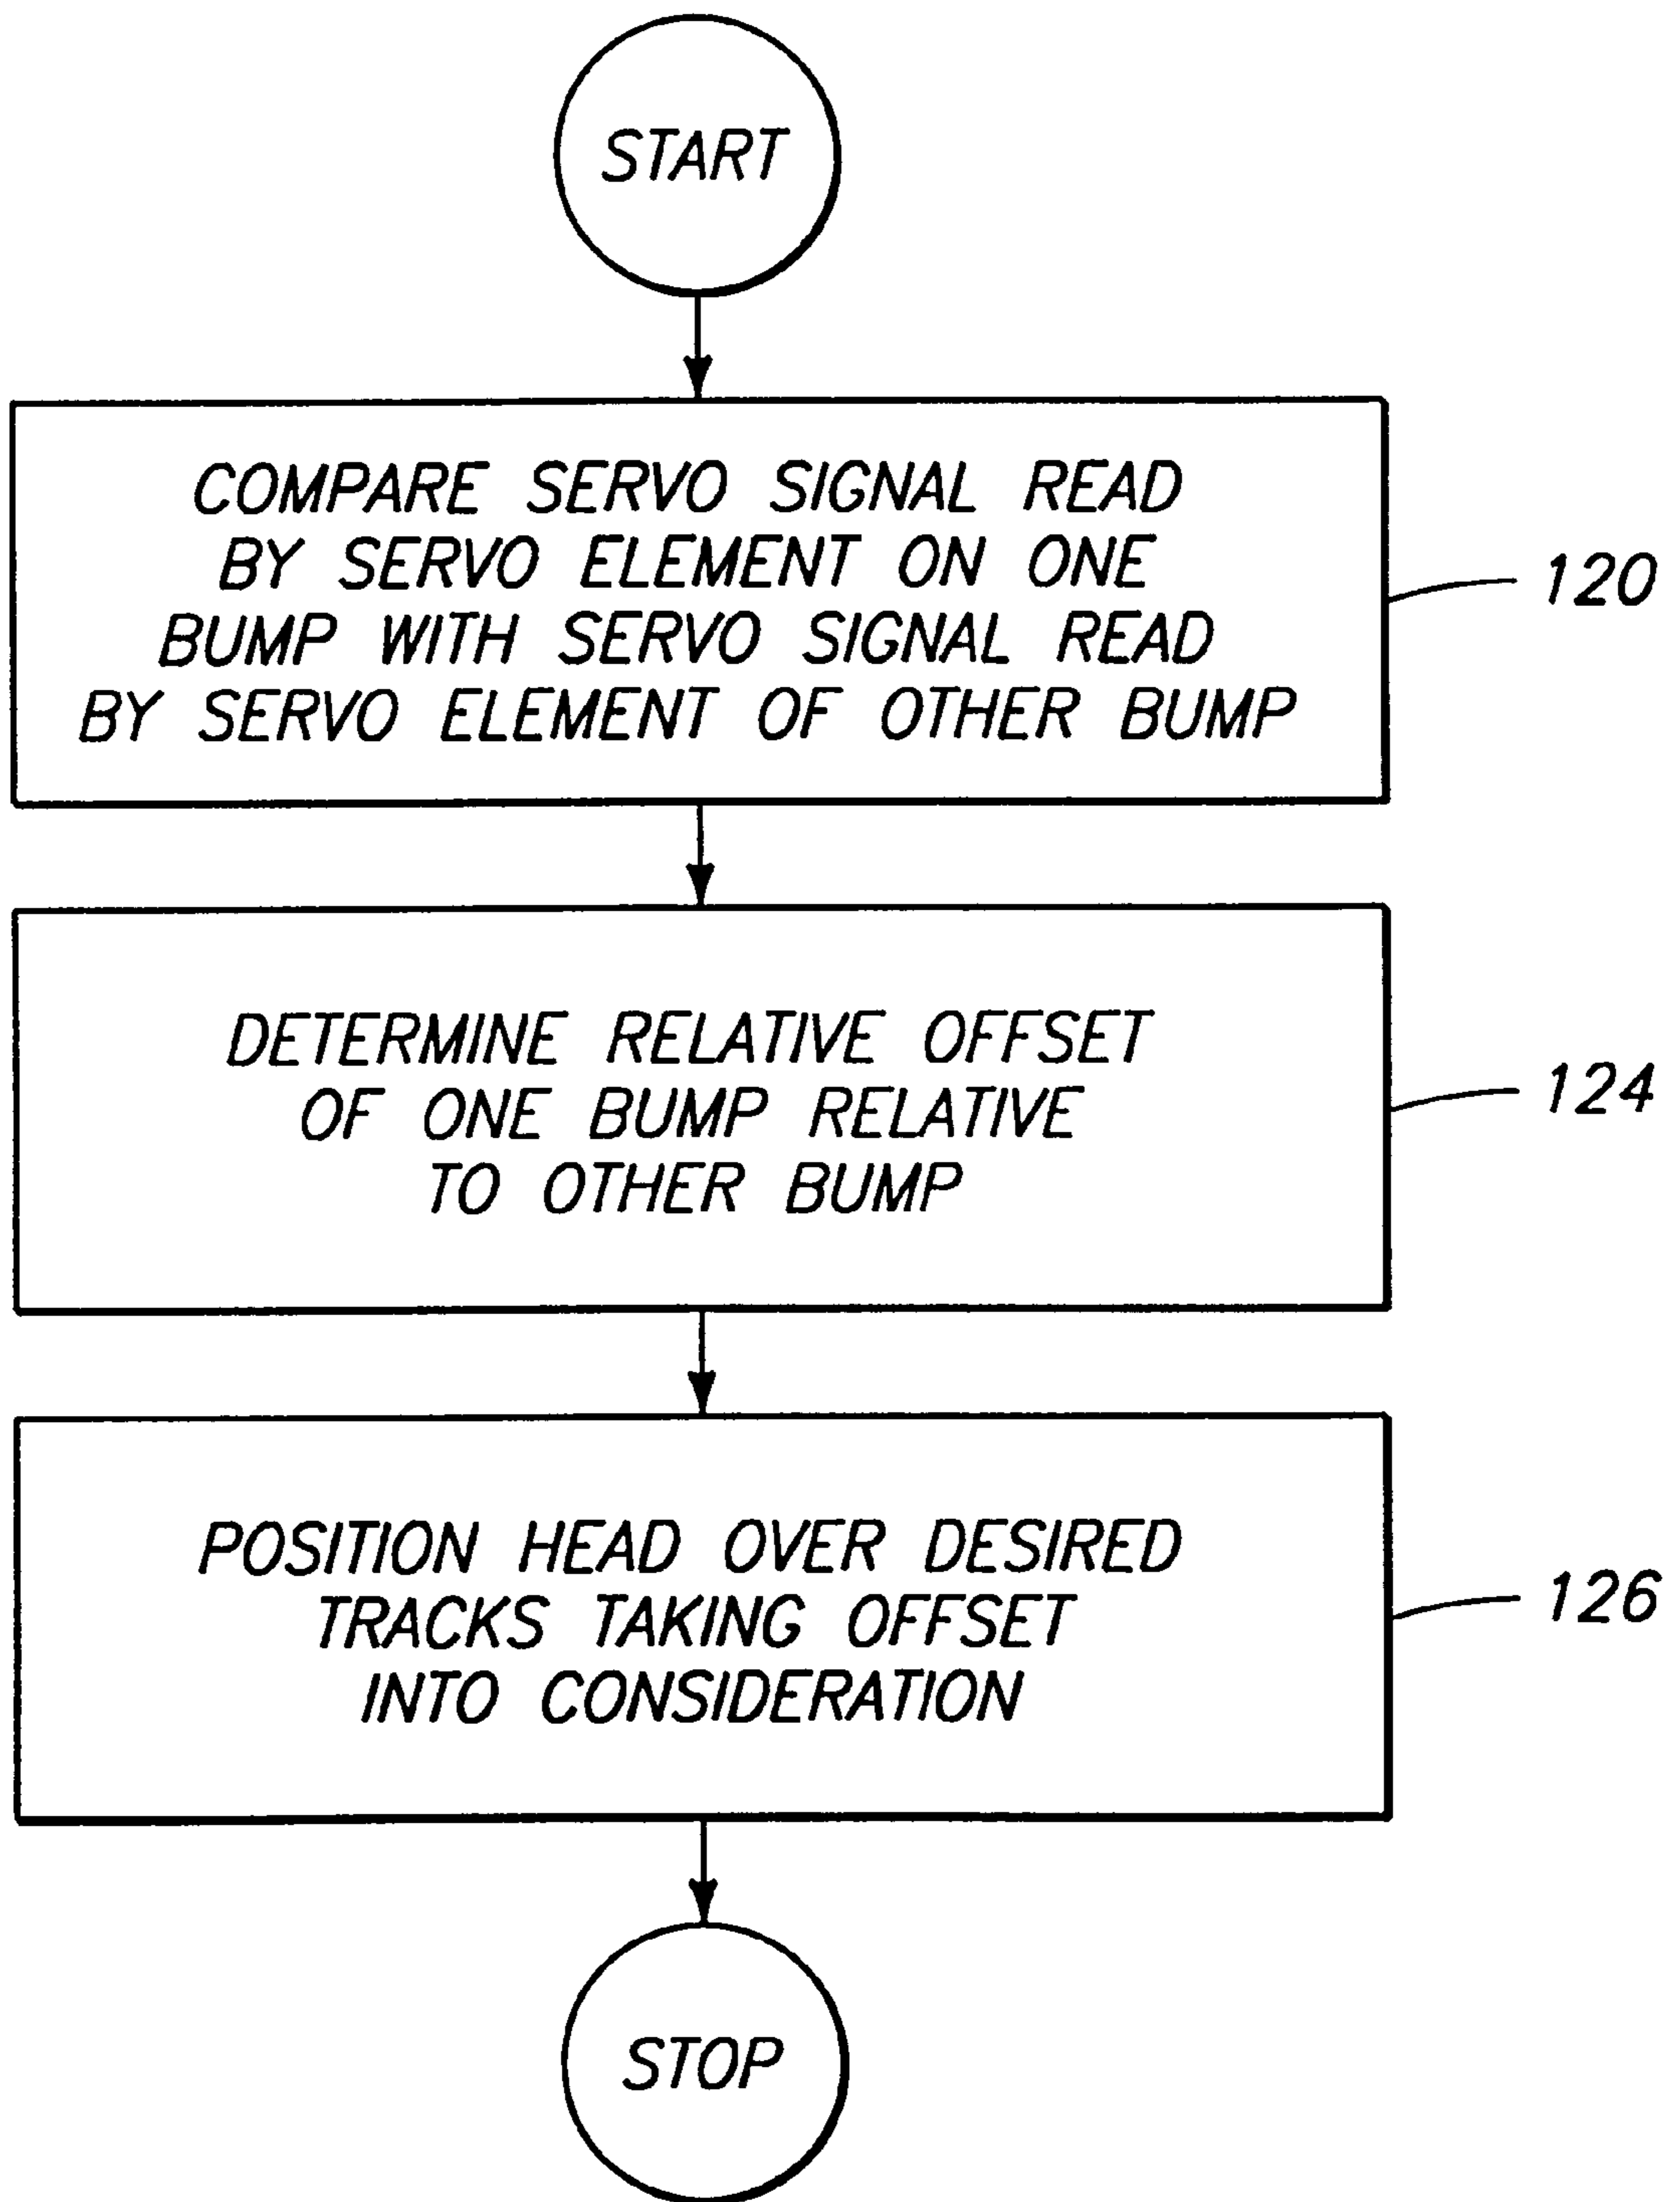 START
COMPARE SERVO SIGNAL READ
BY SERVO ELEMENT ON ONE
BUMP WITH SERVO SIGNAL READ
BY SERVO ELEMENT OF OTHER BUMP
120
DETERMINE RELATIVE OFFSET
OF ONE BUMP RELATIVE
TO OTHER BUMP
124
POSITION HEAD OVER DESIRED
TRACKS TAKING OFFSET
INTO CONSIDERATION
126
STOP